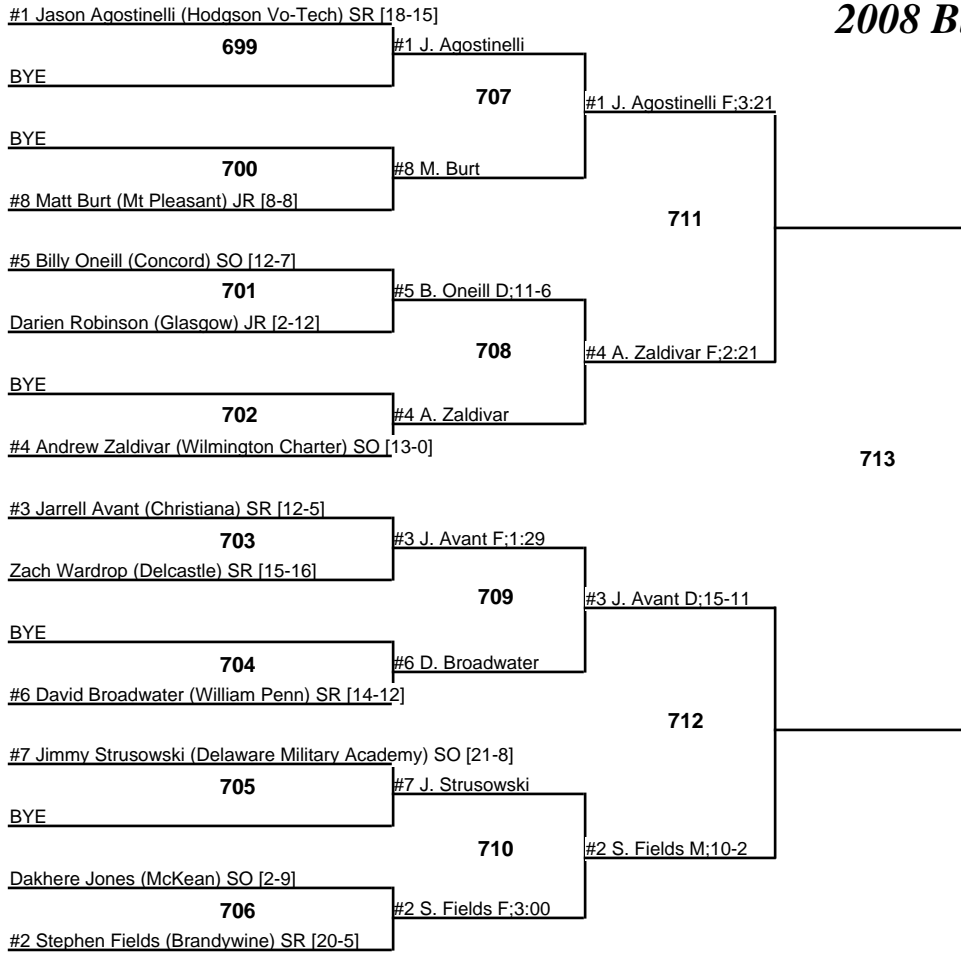 #1 Jason Agostinelli (Hodgson Vo-Tech) SR [18-15]
2008
699
#1 J. Agostinelli
BYE
707
#1 J. Agostinelli F;3:21
BYE
700
#8 M. Burt
#8 Matt Burt (Mt Pleasant) JR [8-8]
711
#5 Billy Oneill (Concord) SO [12-7]
701
#5 B. Oneill D;11-6
Darien Robinson (Glasgow) JR [2-12]
708
#4 A. Zaldivar F;2:21
BYE
702
#4 A. Zaldivar
#4 Andrew Zaldivar (Wilmington Charter) SO [13-0]
713
#3 Jarrell Avant (Christiana) SR [12-5]
703
#3 J. Avant F;1:29
Zach Wardrop (Delcastle) SR [15-16]
709
#3 J. Avant D;15-11
BYE
704
#6 D. Broadwater
#6 David Broadwater (William Penn) SR [14-12]
712
#7 Jimmy Strusowski (Delaware Military Academy) SO [21-8]
705
#7 J. Strusowski
BYE
710
#2 S. Fields M;10-2
Dakhere Jones (McKean) SO [2-9]
706
#2 S. Fields F;3:00
#2 Stephen Fields (Brandywine) SR [20-5]